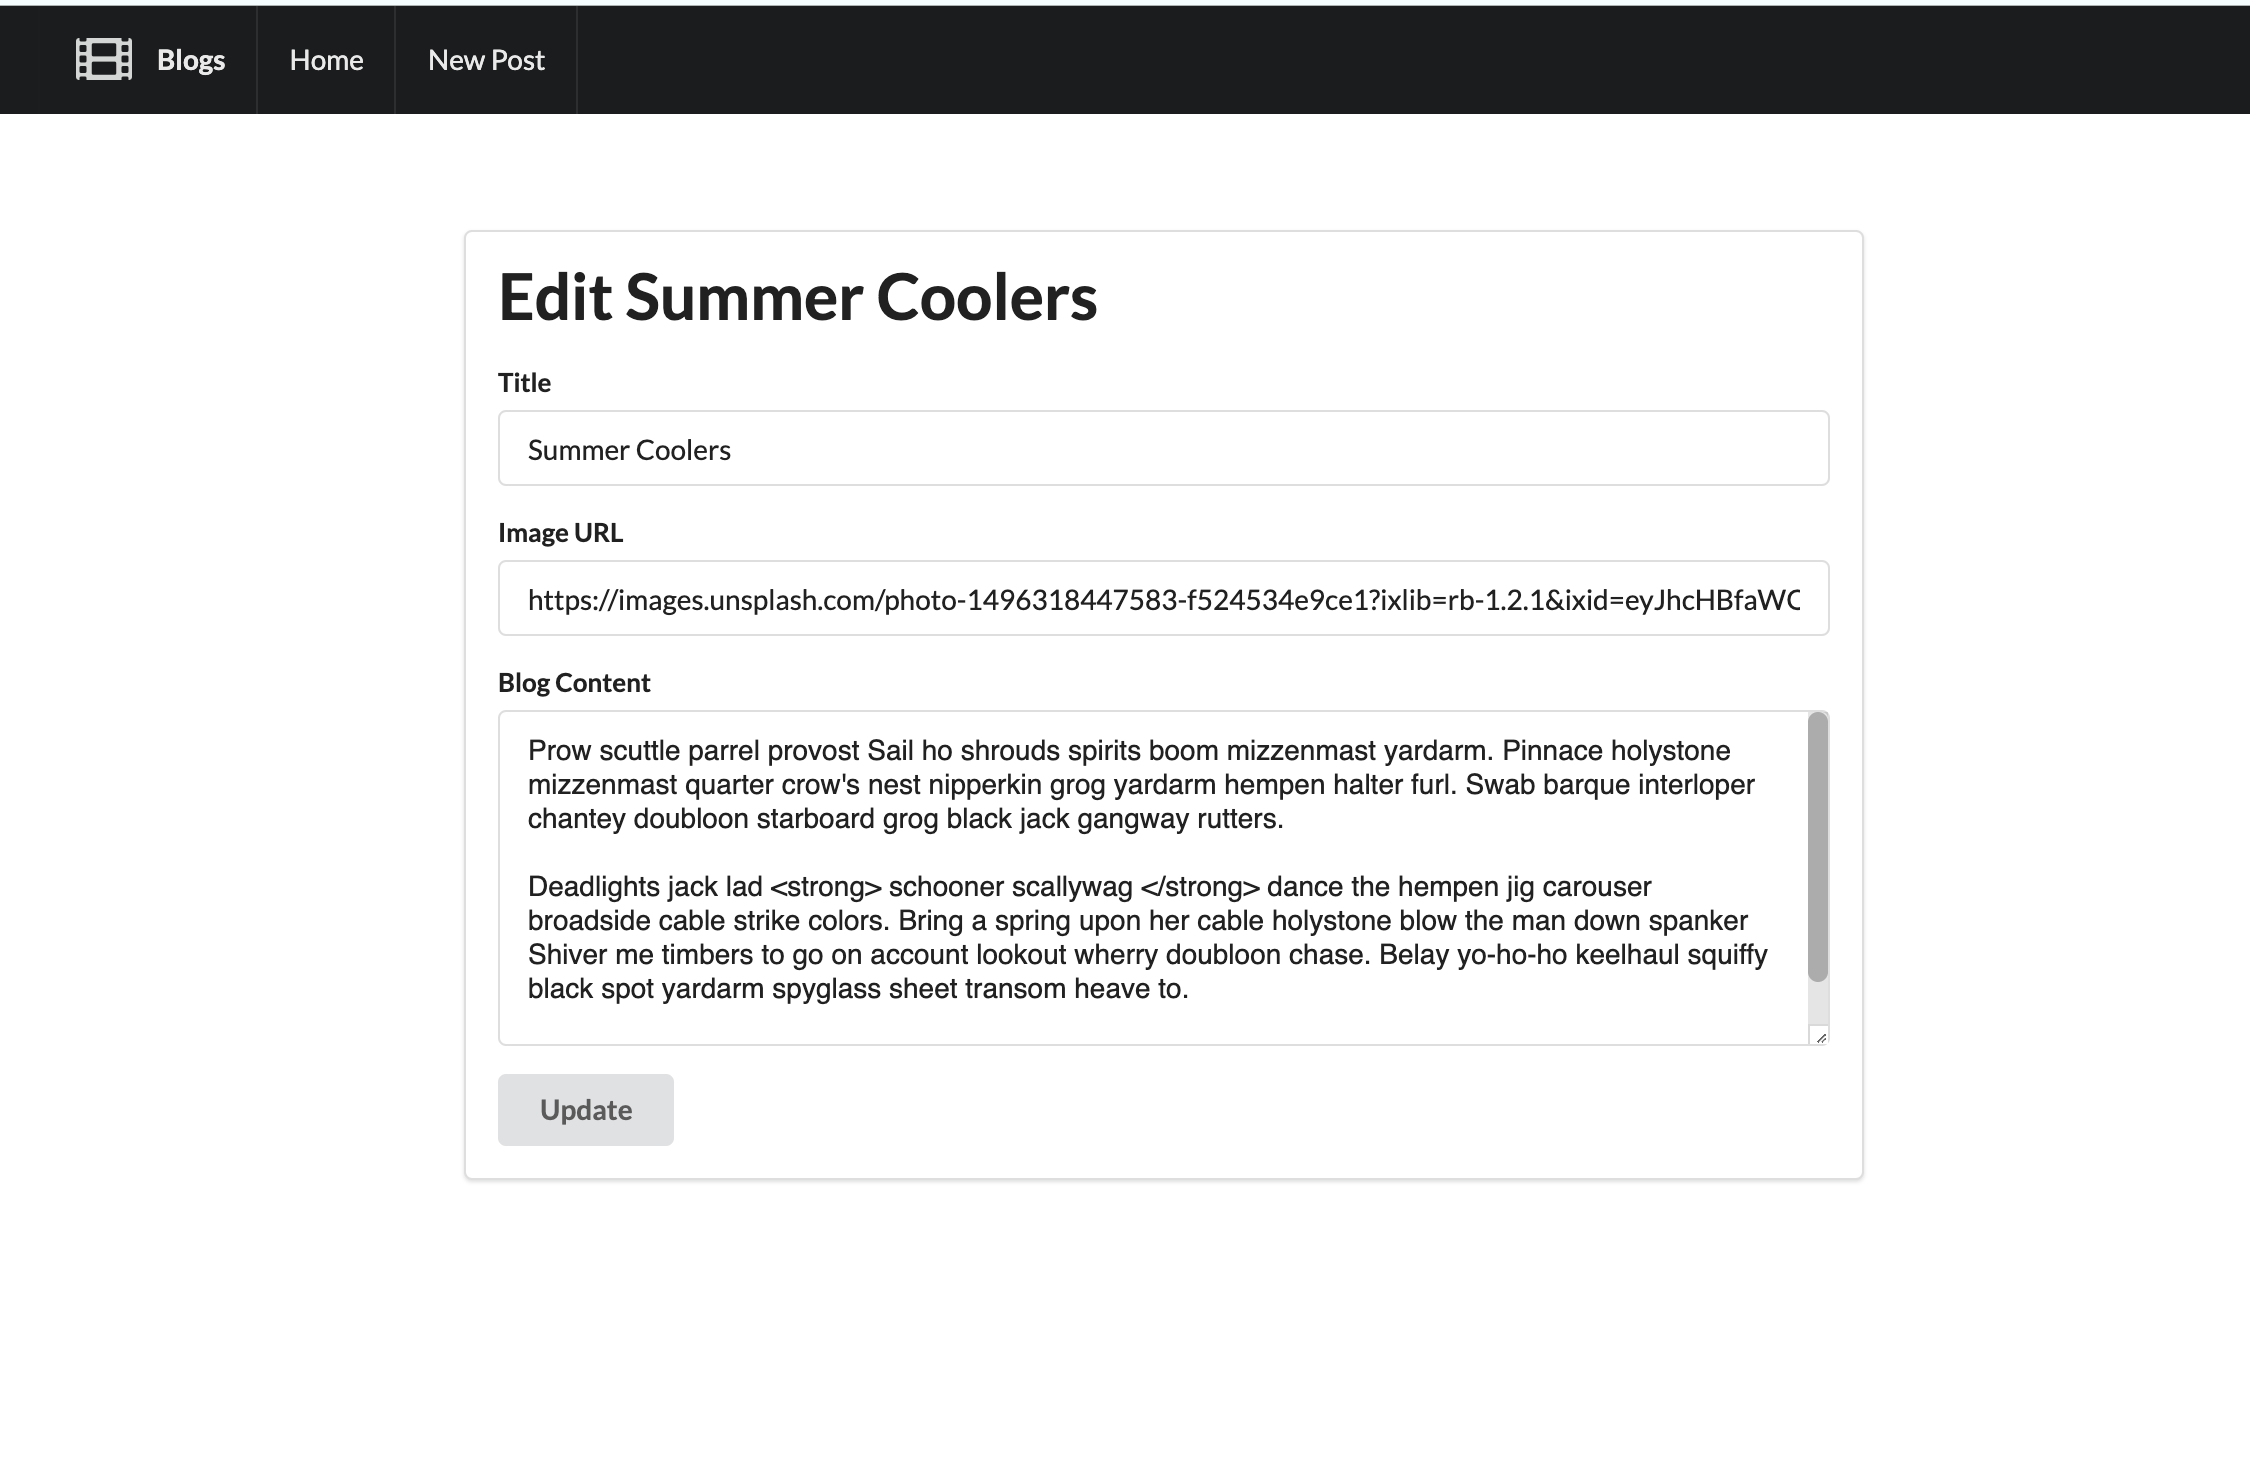 Blogs Home New Post
Edit Summer Coolers
Title
Summer Coolers
Image URL
https://images.unsplash.com/photo-1496318447583-f524534e9ce1?ixlib=rb-1.2.1&ixid=eyJhcHBfaWC
Blog Content
Prow scuttle parrel provost Sail ho shrouds spirits boom mizzenmast yardarm. Pinnace holystone
mizzenmast quarter crow's nest nipperkin grog yardarm hempen halter furl. Swab barque interloper
chantey doubloon starboard grog black jack gangway rutters.
Deadlights jack lad <strong> schooner scallywag </strong> dance the hempen jig carouser
broadside cable strike colors. Bring a spring upon her cable holystone blow the man down spanker
Shiver me timbers to go on account lookout wherry doubloon chase. Belay yo-ho-ho keelhaul squiffy
black spot yardarm spyglass sheet transom heave to.
Update